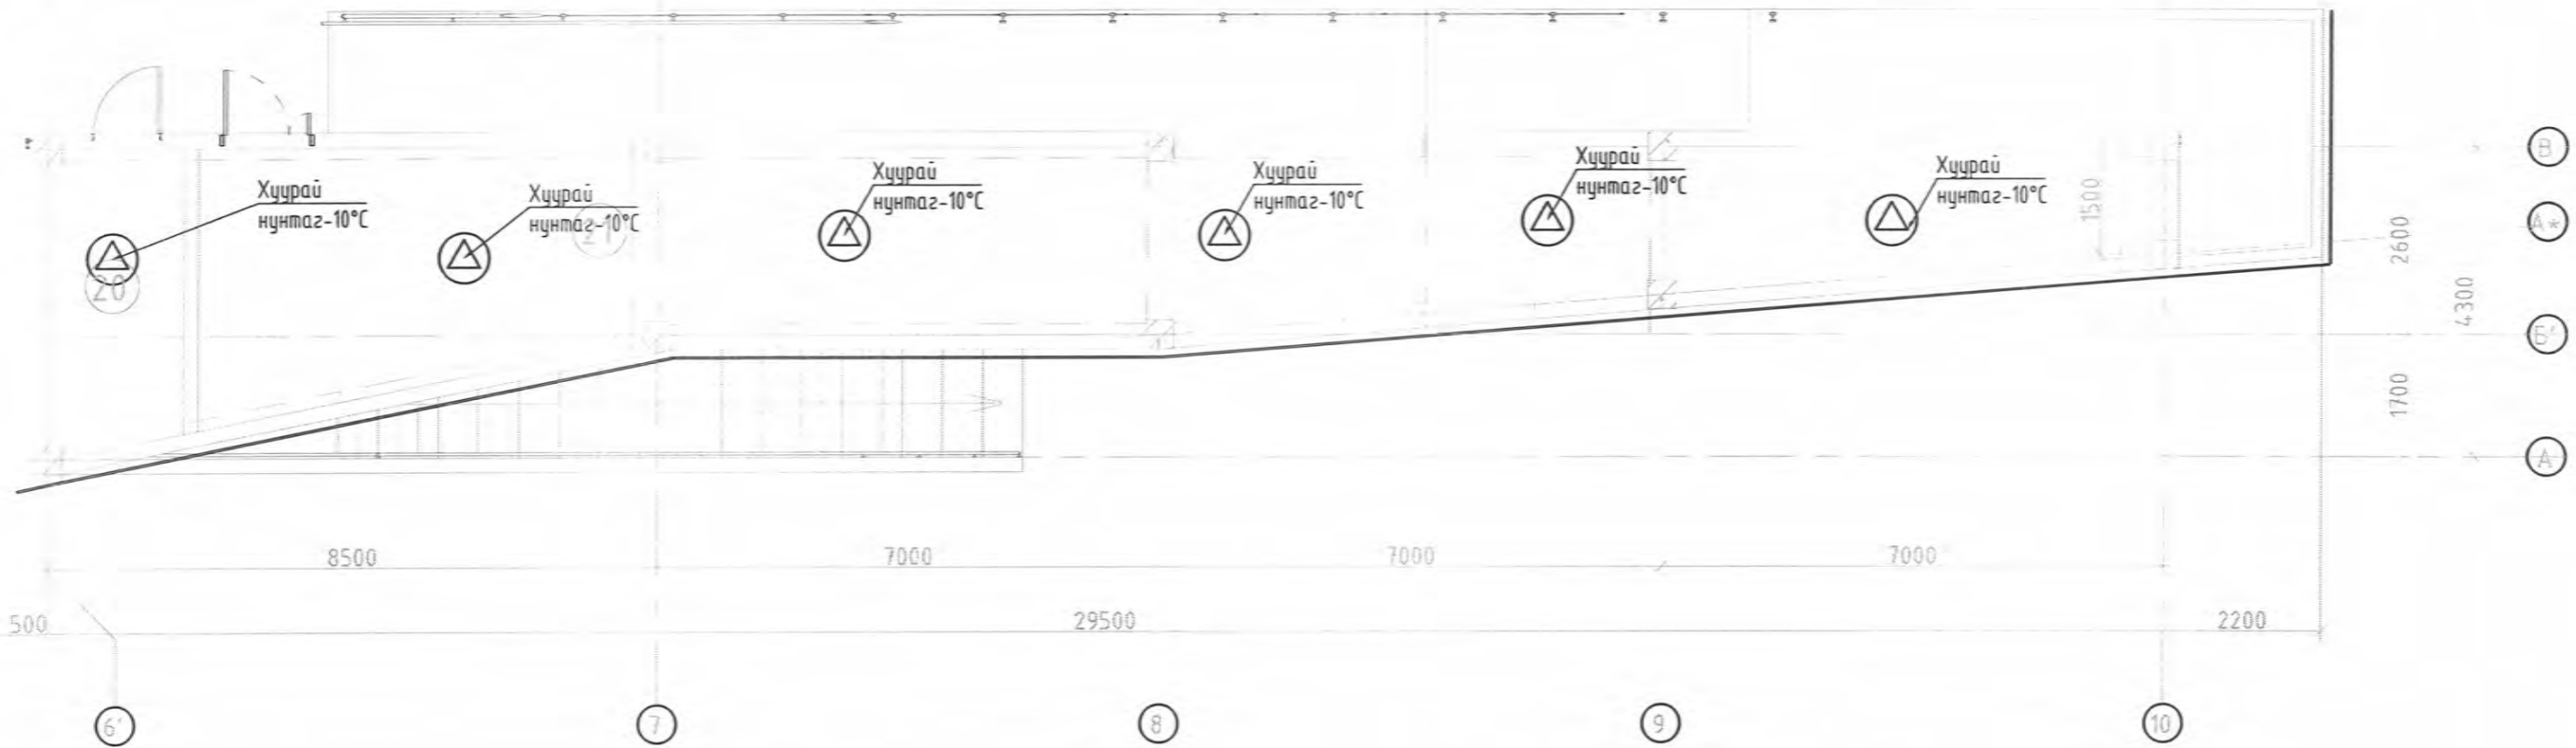 Хуурай
нунтаг-10°C
Хуурай
нунтаг-10°C
Хуурай
нунтаг-10°C
Хуурай
нунтаг-10°C
Хуурай
нунтаг-10°C
Хуурай
нунтаг-10°C
20
21
1500
2600
4300
1700
В
А*
Б'
А
8500
7000
7000
7000
500
29500
2200
6'
7
8
9
10